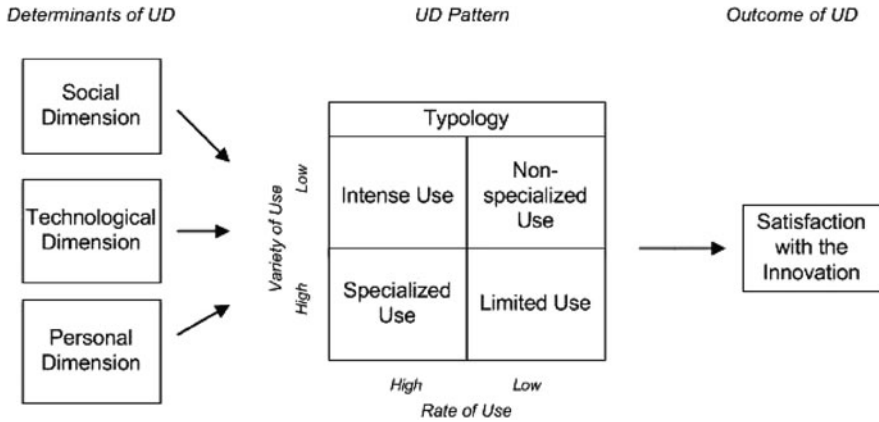 Determinants of UD
UD Pattern
Outcome of UD
Social
Dimension
Technological
Dimension
Personal
Dimension
Variety of Use
Low
High
Typology
Intense Use
Non-
specialized
Use
Specialized
Use
Limited Use
High
Low
Rate of Use
Satisfaction
with the
Innovation